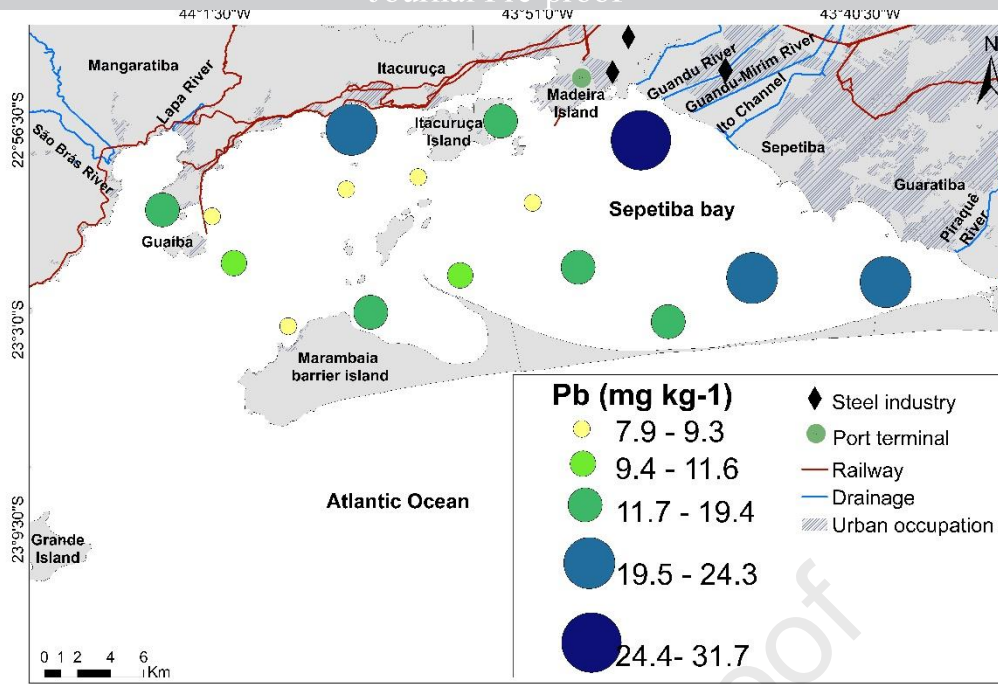 Journal Pre-proof
44°1'30"W
43°51'0"W
43°40'30"W
22°56'30"S
23°3'0"S
23°9'30"S
Mangaratiba
Lapa River
São Brás River
Itacuruça
Itacuruça
Island
Madeira
Island
Guandu River
Guandu-Mirim River
Ito Channel
N
Sepetiba
Guaratiba
Piraquê
River
Guaiba
Sepetiba bay
Marambaia
barrier island
Atlantic Ocean
Grande
Island
0 1 2 4 6
Km
Pb (mg kg-1)
7.9 - 9.3
9.4 - 11.6
11.7 - 19.4
19.5 - 24.3
24.4- 31.7
Steel industry
Port terminal
Railway
Drainage
Urban occupation
oof